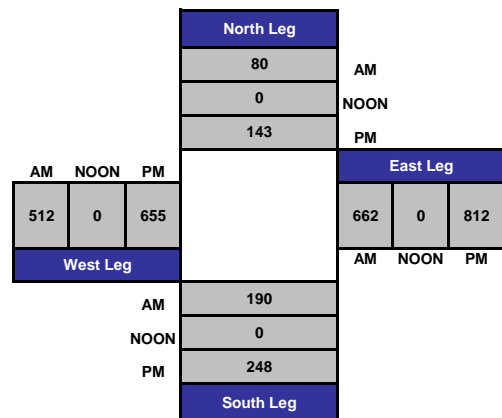 North Leg
80 AM
0 NOON
143 PM
AM NOON PM
East Leg
512 0 655
662 0 812
West Leg
AM NOON PM
AM 190
NOON 0
PM 248
South Leg